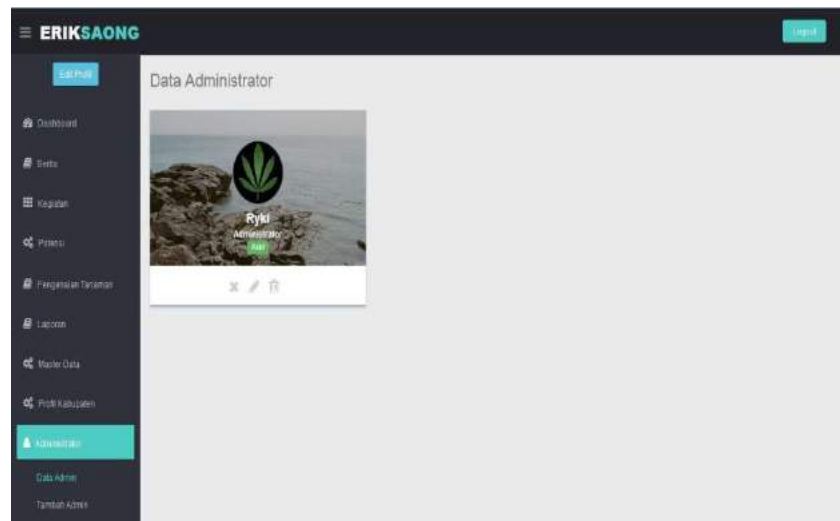 ERIKSAONG
Logout
Edit Profil
Data Administrator
Dashboard
Berita
Kegiatan
Potensi
Pengenalan Tanaman
Laporan
Master Data
Profil Kabupaten
Administrator
Data Admin
Tambah Admin
Ryki
Administrator